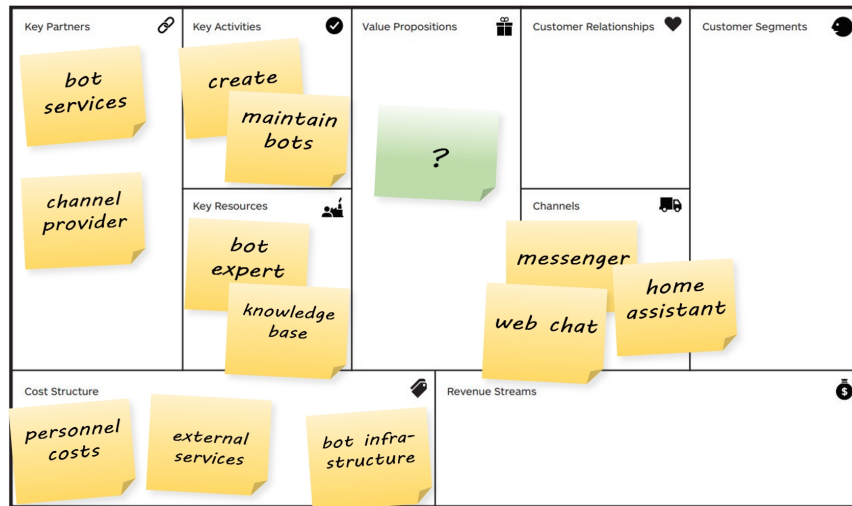 Key Partners
bot
services
channel
provider
Key Activities
create
maintain
bots
Key Resources
bot
expert
knowledge
base
Value Propositions
?
Customer Relationships
Channels
messenger
web chat
home
assistant
Customer Segments
Cost Structure
personnel
costs
external
services
bot infra-
structure
Revenue Streams
$